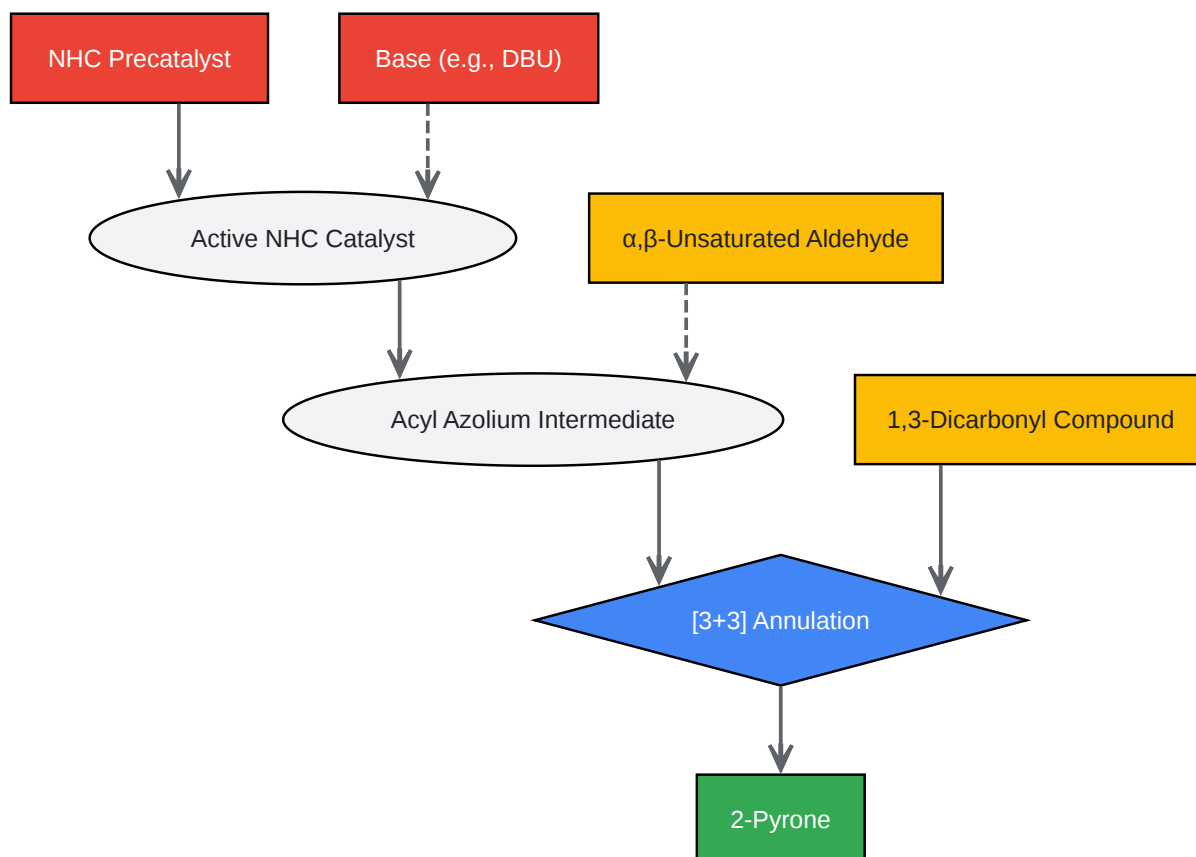 NHC Precatalyst
Base (e.g., DBU)
Active NHC Catalyst
α,β-Unsaturated Aldehyde
Acyl Azolium Intermediate
1,3-Dicarbonyl Compound
[3+3] Annulation
2-Pyrone